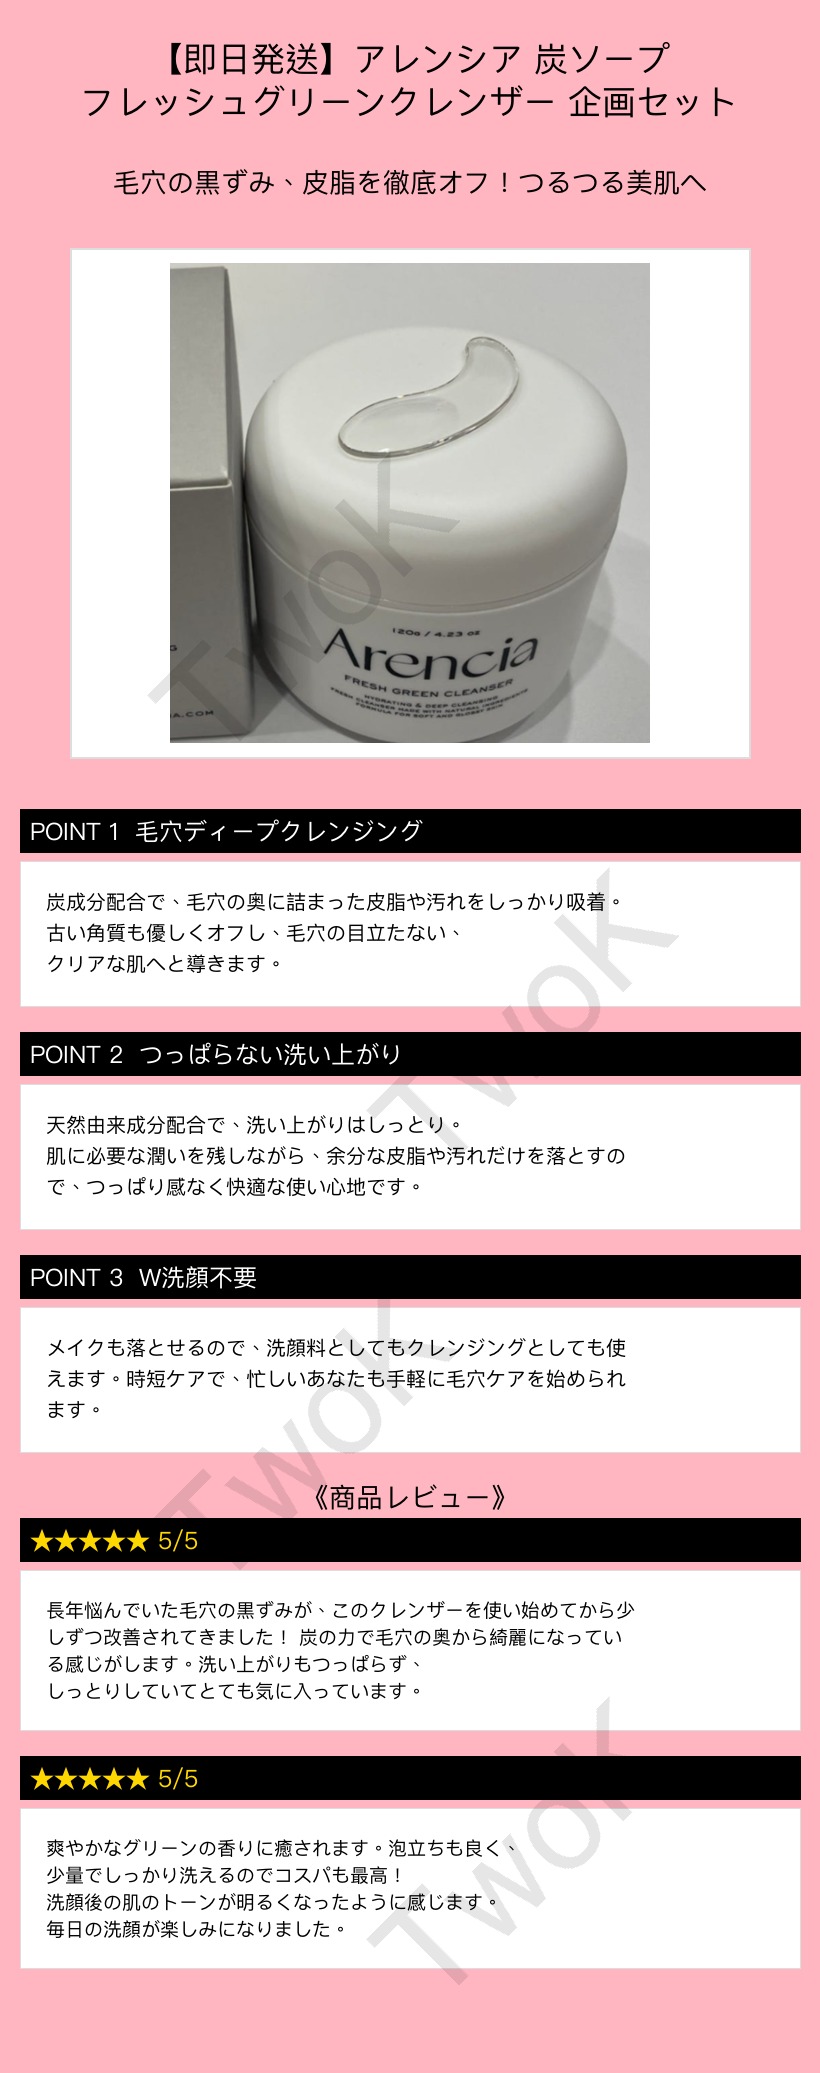 【即日発送】アレンシア 炭ソープ
フレッシュグリーンクレンザー 企画セット
毛穴の黒ずみ、皮脂を徹底オフ！つるつる美肌へ
120g / 4.23 oz
Arencia
FRESH GREEN CLEANSER
HYDRATING & DEEP CLEANSING
FRESH CLEANSER MADE WITH NATURAL INGREDIENTS
FORMULA FOR SOFT AND GLOSSY SKIN
G
IA.COM
TwoK
POINT 1 毛穴ディープクレンジング
炭成分配合で、毛穴の奥に詰まった皮脂や汚れをしっかり吸着。
古い角質も優しくオフし、毛穴の目立たない、
クリアな肌へと導きます。
TwoK
POINT 2 つっぱらない洗い上がり
天然由来成分配合で、洗い上がりはしっとり。
肌に必要な潤いを残しながら、余分な皮脂や汚れだけを落とすの
で、つっぱり感なく快適な使い心地です。
POINT 3 W洗顔不要
メイクも落とせるので、洗顔料としてもクレンジングとしても使
えます。時短ケアで、忙しいあなたも手軽に毛穴ケアを始められ
ます。
TwoK
《商品レビュー》
★★★★★ 5/5
長年悩んでいた毛穴の黒ずみが、このクレンザーを使い始めてから少
しずつ改善されてきました！ 炭の力で毛穴の奥から綺麗になってい
る感じがします。洗い上がりもつっぱらず、
しっとりしていてとても気に入っています。
★★★★★ 5/5
爽やかなグリーンの香りに癒されます。泡立ちも良く、
少量でしっかり洗えるのでコスパも最高！
洗顔後の肌のトーンが明るくなったように感じます。
毎日の洗顔が楽しみになりました。
TwoK